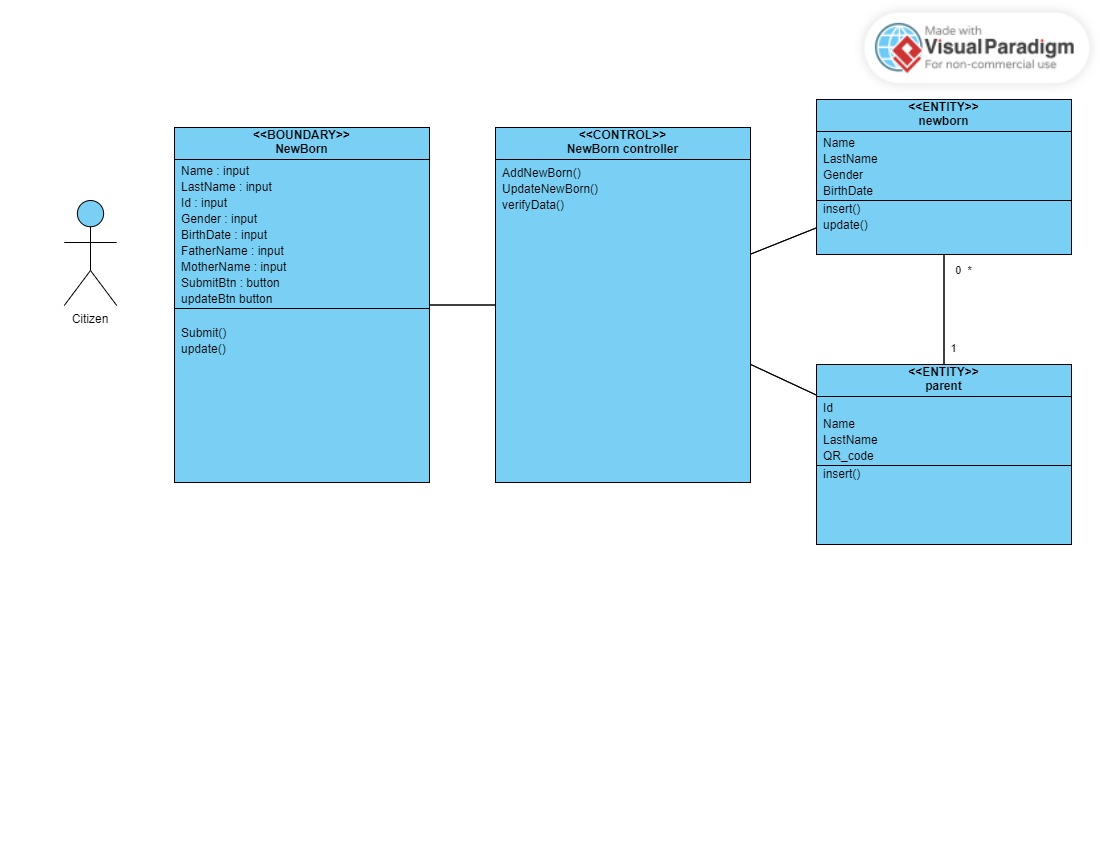 Made with
Visual Paradigm
For non-commercial use
Citizen
<<BOUNDARY>>
NewBorn
Name : input
LastName : input
Id : input
Gender : input
BirthDate : input
FatherName : input
MotherName : input
SubmitBtn : button
updateBtn button
Submit()
update()
<<CONTROL>>
NewBorn controller
AddNewBorn()
UpdateNewBorn()
verifyData()
<<ENTITY>>
newborn
Name
LastName
Gender
BirthDate
insert()
update()
0 *
1
<<ENTITY>>
parent
Id
Name
LastName
QR_code
insert()